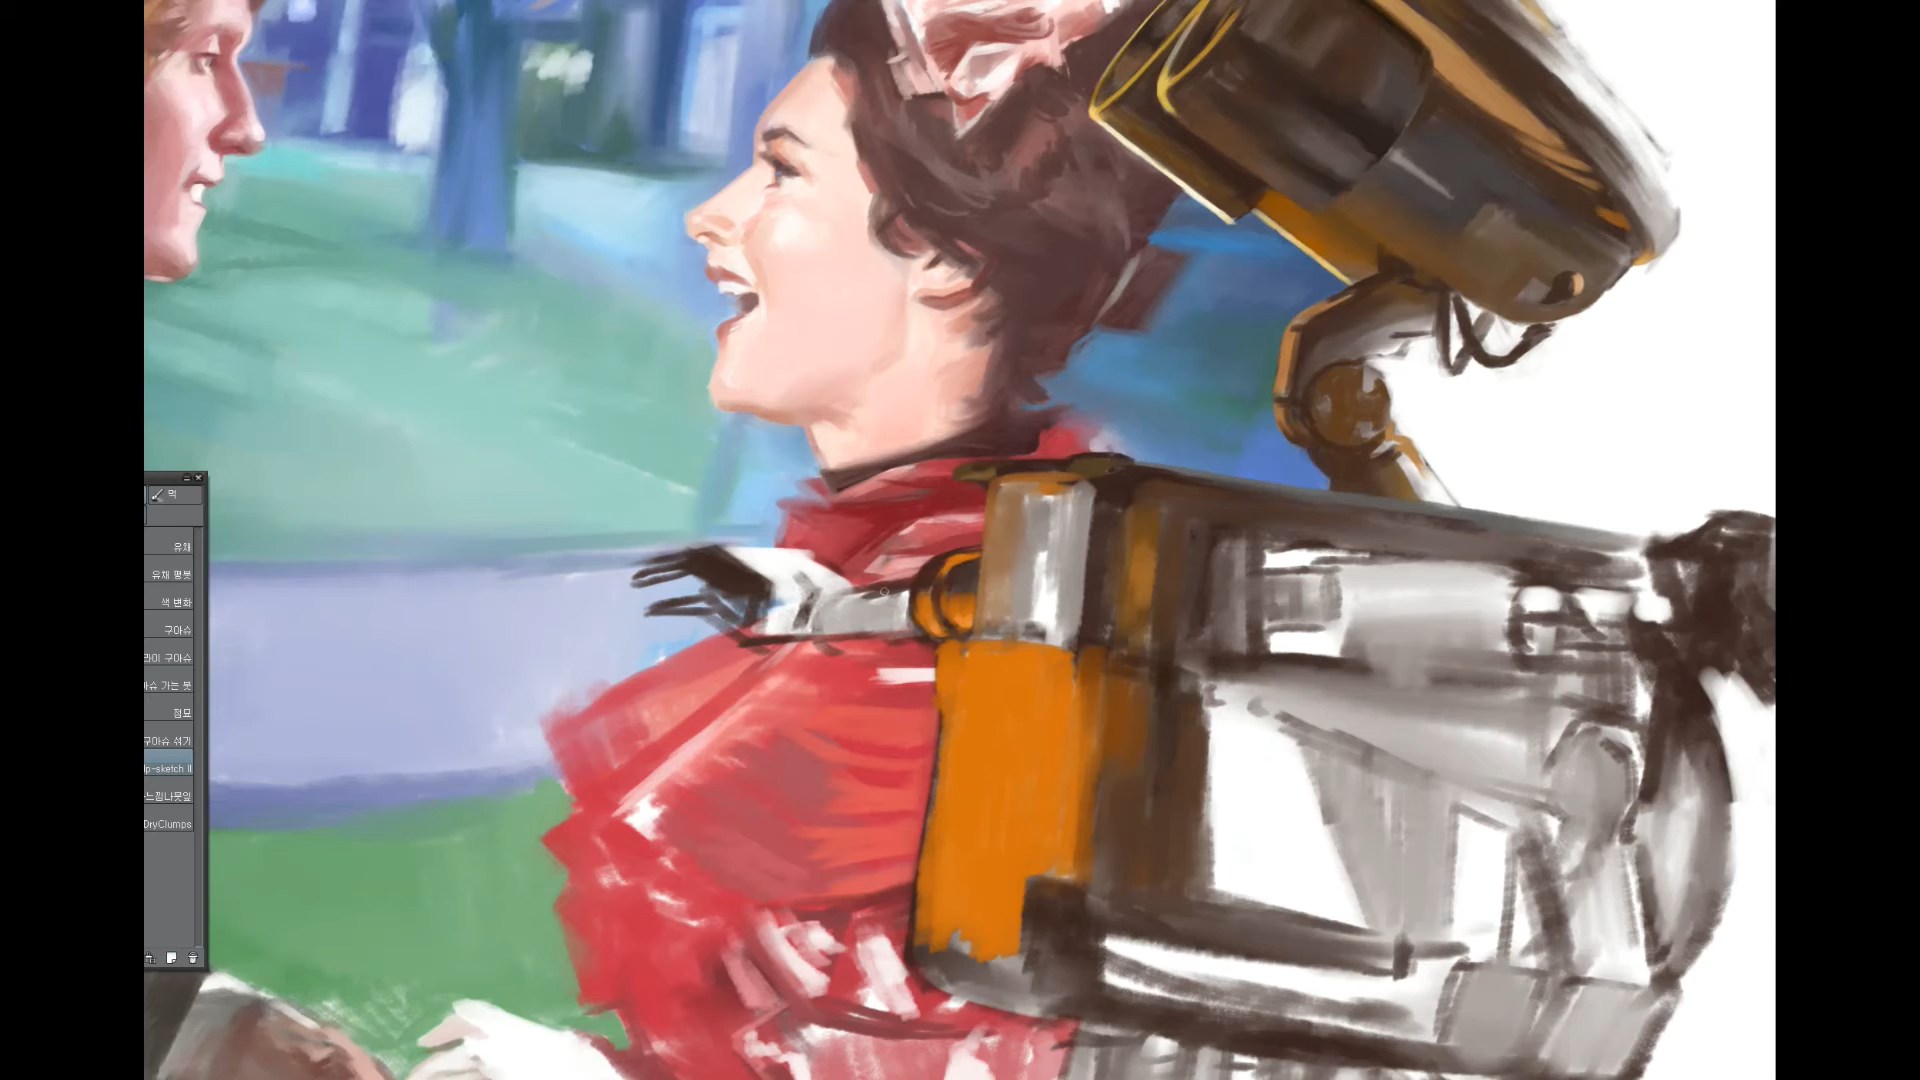 먹
유채
유채 평붓
색 변화
구아슈
라이 구아슈
아슈 가는 붓
점묘
구아슈 섞기
lp-sketch II
느낌나뭇잎
DryClumps